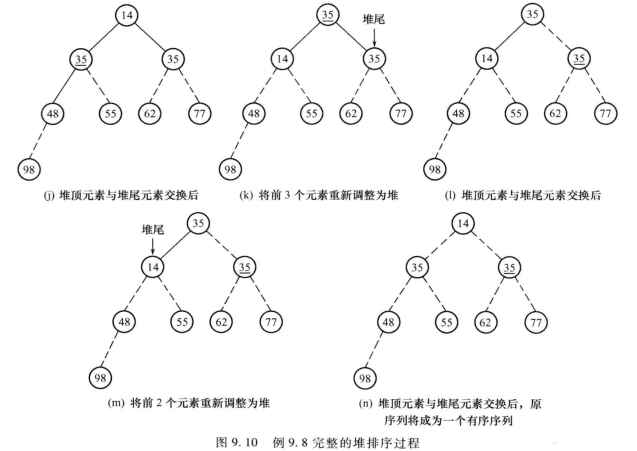 14
35 35
48 55 62 77
98
(j) 堆顶元素与堆尾元素交换后
35 堆尾
14 35
48 55 62 77
98
(k) 将前 3 个元素重新调整为堆
35
14 35
48 55 62 77
98
(l) 堆顶元素与堆尾元素交换后
堆尾 35
14 35
48 55 62 77
98
(m) 将前 2 个元素重新调整为堆
14
35 35
48 55 62 77
98
(n) 堆顶元素与堆尾元素交换后，原
序列将成为一个有序序列
图 9.10 例 9.8 完整的堆排序过程